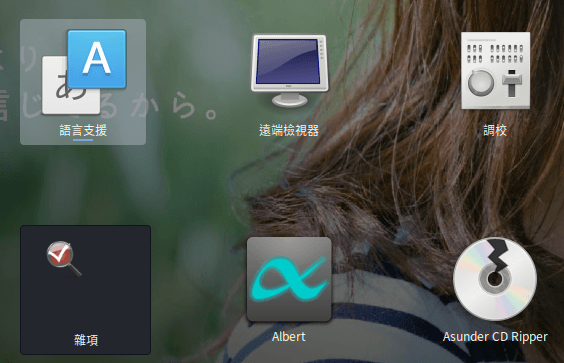 より
信じてるから。
A
あ
語言支援
遠端檢視器
調校
雜項
Albert
Asunder CD Ripper